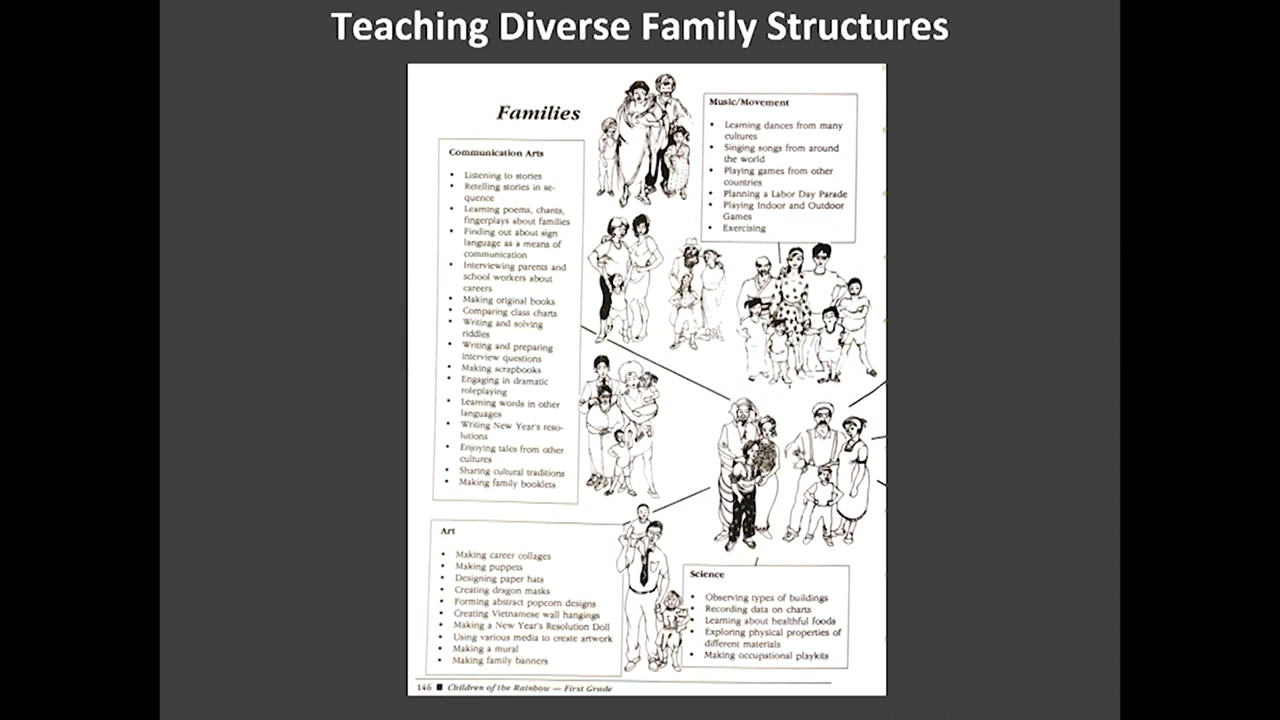 Teaching Diverse Family Structures
Families
Communication Arts
• Listening to stories
• Retelling stories in se-
quence
• Learning poems, chants,
fingerplays about families
• Finding out about sign
language as a means of
communication
• Interviewing parents and
school workers about
careers
• Making original books
• Comparing class charts
• Writing and solving
riddles
• Writing and preparing
interview questions
• Making scrapbooks
• Engaging in dramatic
roleplaying
• Learning words in other
languages
• Writing New Year's reso-
lutions
• Enjoying tales from other
cultures
• Sharing cultural traditions
• Making family booklets
Music/Movement
• Learning dances from many
cultures
• Singing songs from around
the world
• Playing games from other
countries
• Planning a Labor Day Parade
• Playing Indoor and Outdoor
Games
• Exercising
Art
• Making career collages
• Making puppets
• Designing paper hats
• Creating dragon masks
• Forming abstract popcorn designs
• Creating Vietnamese wall hangings
• Making a New Year's Resolution Doll
• Using various media to create artwork
• Making a mural
• Making family banners
Science
• Observing types of buildings
• Recording data on charts
• Learning about healthful foods
• Exploring physical properties of
different materials
• Making occupational playkits
146 ■ Children of the Rainbow — First Grade